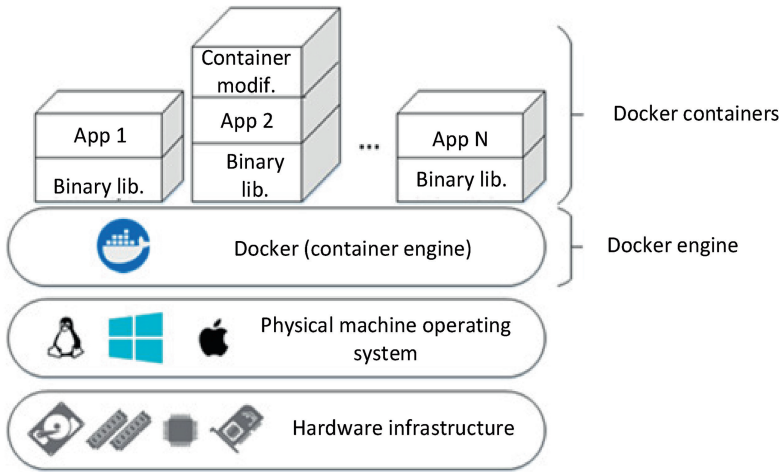 Container
modif.
App 1
App 2
App N
Binary lib.
Binary
lib.
Binary lib.
...
Docker containers
Docker (container engine)
Docker engine
Physical machine operating
system
Hardware infrastructure